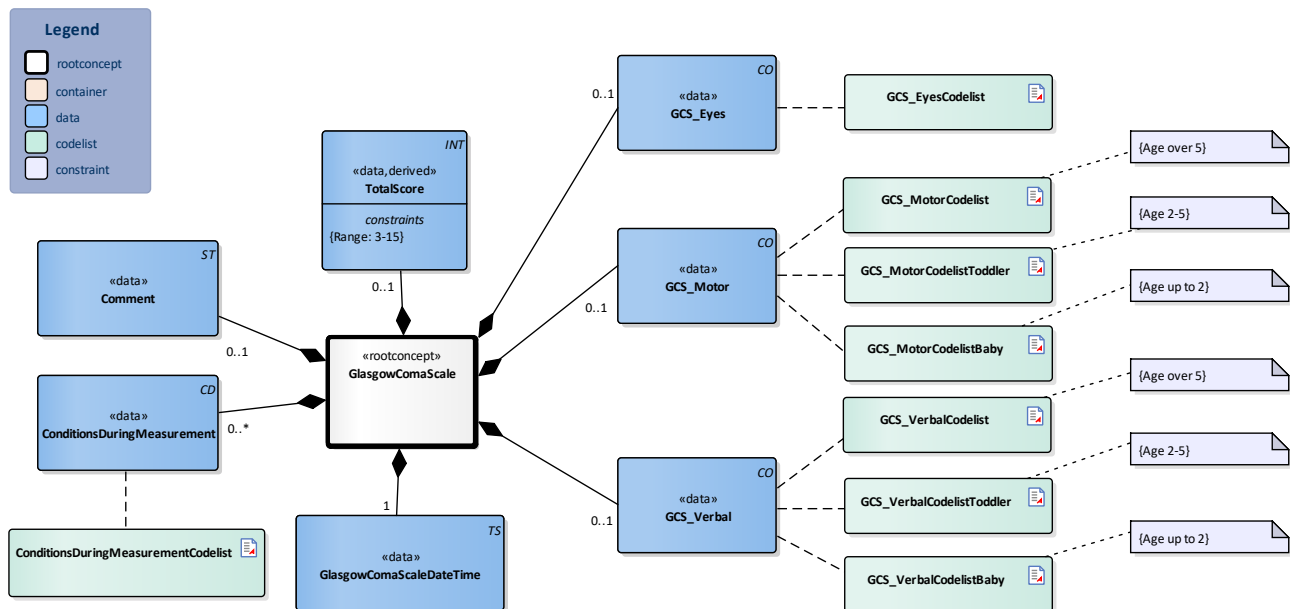 Legend
rootconcept
container
data
codelist
constraint
INT
«data,derived»
TotalScore
constraints
{Range: 3-15}
0..1
ST
«data»
Comment
0..1
CD
«data»
ConditionsDuringMeasurement
0..*
ConditionsDuringMeasurementCodelist
«rootconcept»
GlasgowComaScale
1
TS
«data»
GlasgowComaScaleDateTime
CO
«data»
GCS_Eyes
0..1
GCS_EyesCodelist
CO
«data»
GCS_Motor
0..1
GCS_MotorCodelist
{Age over 5}
GCS_MotorCodelistToddler
{Age 2-5}
GCS_MotorCodelistBaby
{Age up to 2}
CO
«data»
GCS_Verbal
0..1
GCS_VerbalCodelist
{Age over 5}
GCS_VerbalCodelistToddler
{Age 2-5}
GCS_VerbalCodelistBaby
{Age up to 2}